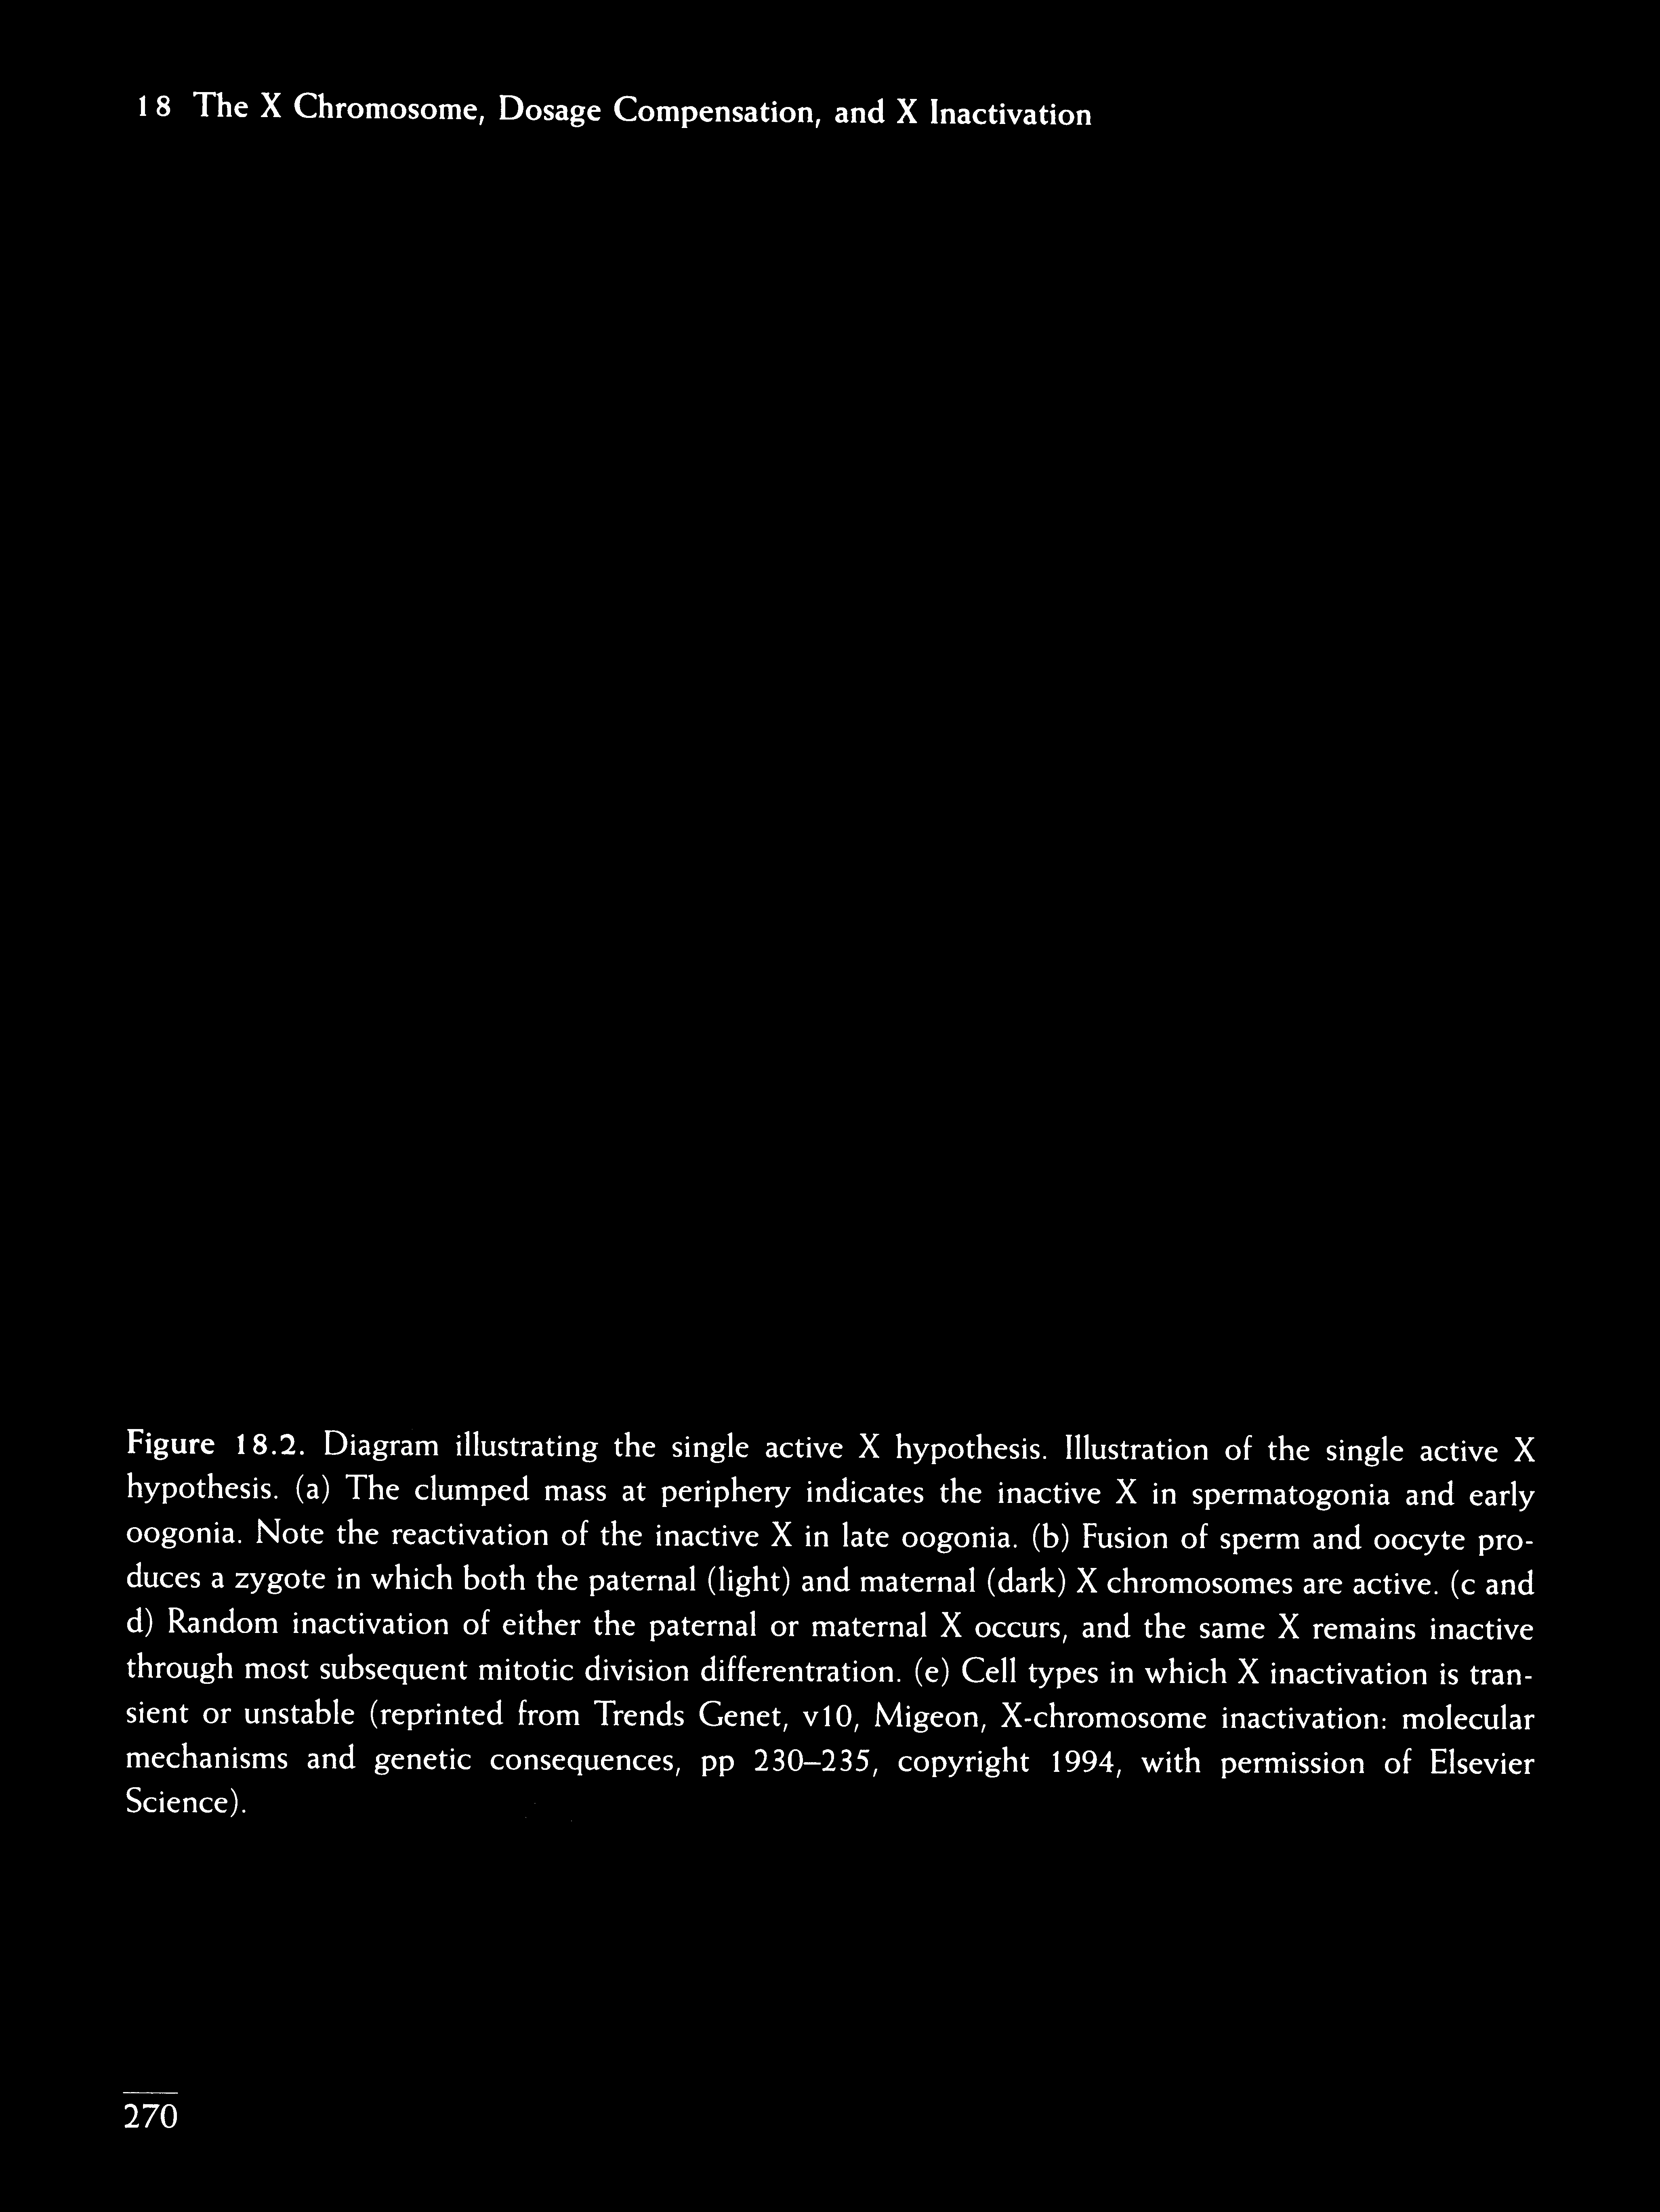 18 The X Chromosome, Dosage Compensation, and X Inactivation
Figure 18.2. Diagram illustrating the single active X hypothesis. Illustration of the single active X
hypothesis. (a) The clumped mass at periphery indicates the inactive X in spermatogonia and early
oogonia. Note the reactivation of the inactive X in late oogonia. (b) Fusion of sperm and oocyte pro-
duces a zygote in which both the paternal (light) and maternal (dark) X chromosomes are active. (c and
d) Random inactivation of either the paternal or maternal X occurs, and the same X remains inactive
through most subsequent mitotic division differentration. (e) Cell types in which X inactivation is tran-
sient or unstable (reprinted from Trends Genet, v10, Migeon, X-chromosome inactivation: molecular
mechanisms and genetic consequences, pp 230–235, copyright 1994, with permission of Elsevier
Science).
270